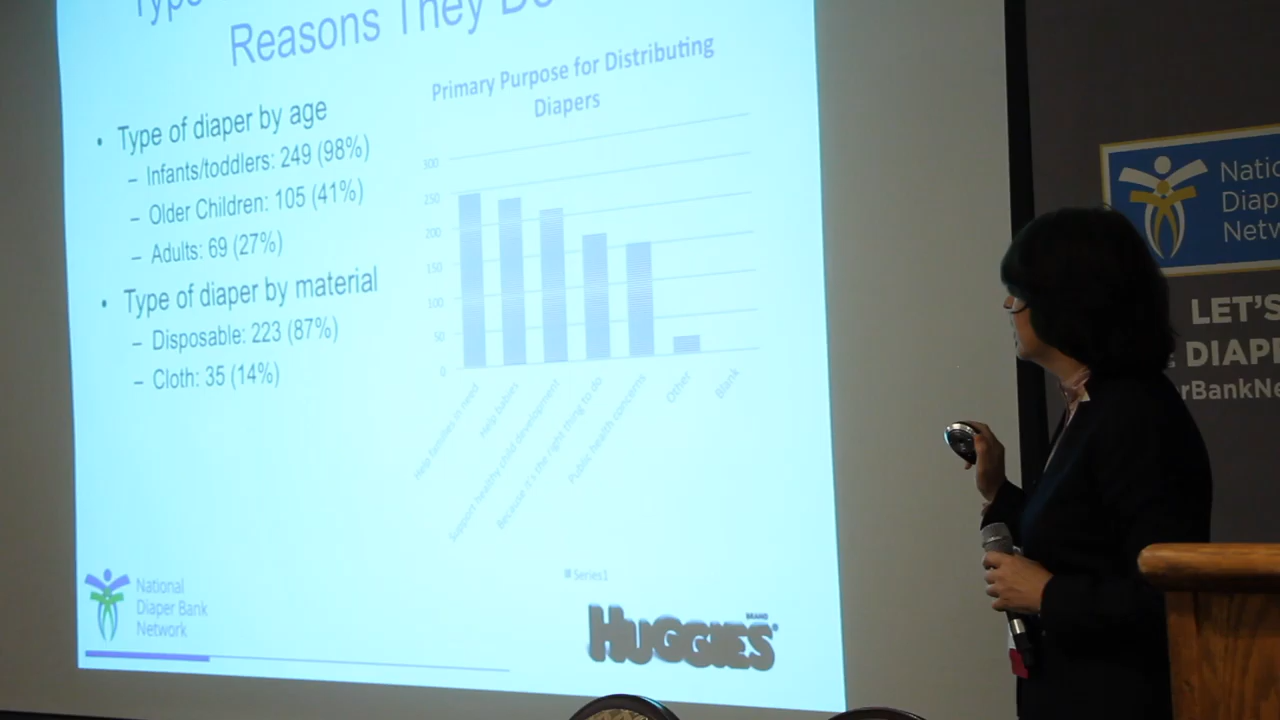 Reasons They Do
Primary Purpose for Distributing
Diapers
• Type of diaper by age
– Infants/toddlers: 249 (98%)
– Older Children: 105 (41%)
– Adults: 69 (27%)
• Type of diaper by material
– Disposable: 223 (87%)
– Cloth: 35 (14%)
300
250
200
150
100
50
0
Help families in need
Help babies
Support healthy child development
Because it's the right thing to do
Public health concerns
Other
Blank
Series1
National
Diaper Bank
Network
HUGGIES
BRAND
Natio
Diap
Netw
LET'S
DIAP
rBankNe